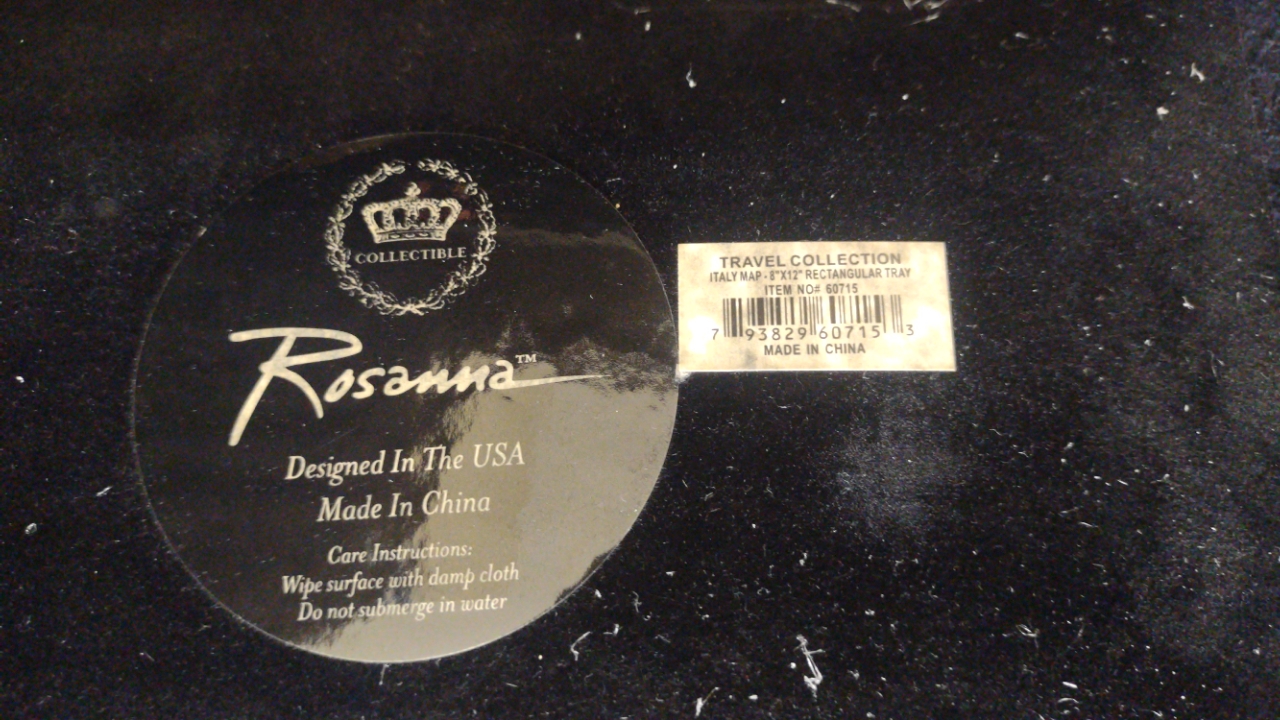 COLLECTIBLE
Rosanna™
Designed In The USA
Made In China
Care Instructions:
Wipe surface with damp cloth
Do not submerge in water
TRAVEL COLLECTION
ITALY MAP - 8"X12" RECTANGULAR TRAY
ITEM NO# 60715
7 93829 60715 3
MADE IN CHINA